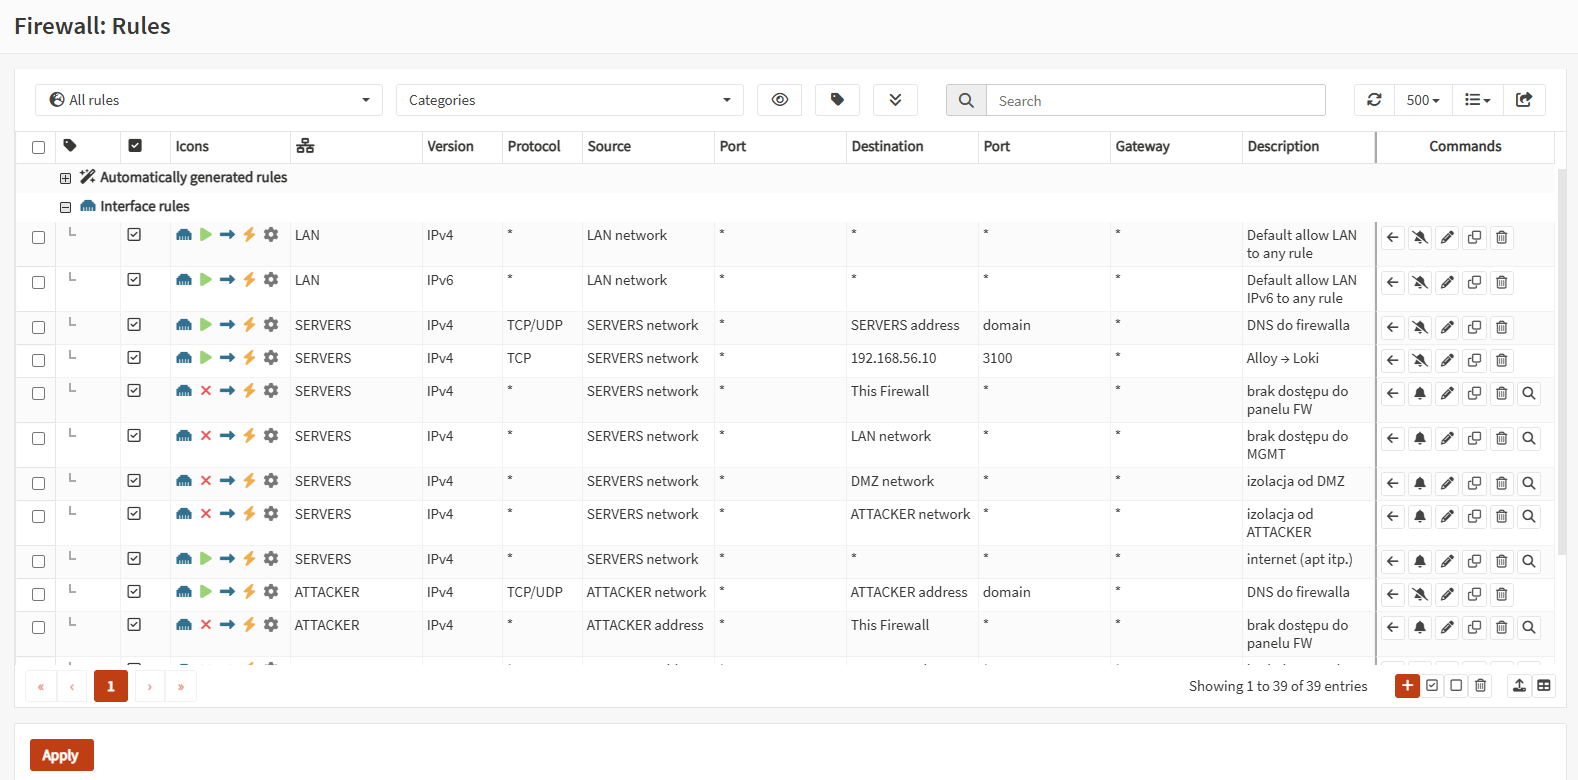 Firewall: Rules
All rules
Categories
Search
500
Icons Version Protocol Source Port Destination Port Gateway Description Commands
Automatically generated rules
Interface rules
LAN IPv4 * LAN network * * * * Default allow LAN
to any rule
LAN IPv6 * LAN network * * * * Default allow LAN
IPv6 to any rule
SERVERS IPv4 TCP/UDP SERVERS network * SERVERS address domain * DNS do firewalla
SERVERS IPv4 TCP SERVERS network * 192.168.56.10 3100 * Alloy → Loki
SERVERS IPv4 * SERVERS network * This Firewall * * brak dostępu do
panelu FW
SERVERS IPv4 * SERVERS network * LAN network * * brak dostępu do
MGMT
SERVERS IPv4 * SERVERS network * DMZ network * * izolacja od DMZ
SERVERS IPv4 * SERVERS network * ATTACKER network * * izolacja od
ATTACKER
SERVERS IPv4 * SERVERS network * * * * internet (apt itp.)
ATTACKER IPv4 TCP/UDP ATTACKER network * ATTACKER address domain * DNS do firewalla
ATTACKER IPv4 * ATTACKER address * This Firewall * * brak dostępu do
panelu FW
« ‹ 1 › »
Showing 1 to 39 of 39 entries
Apply